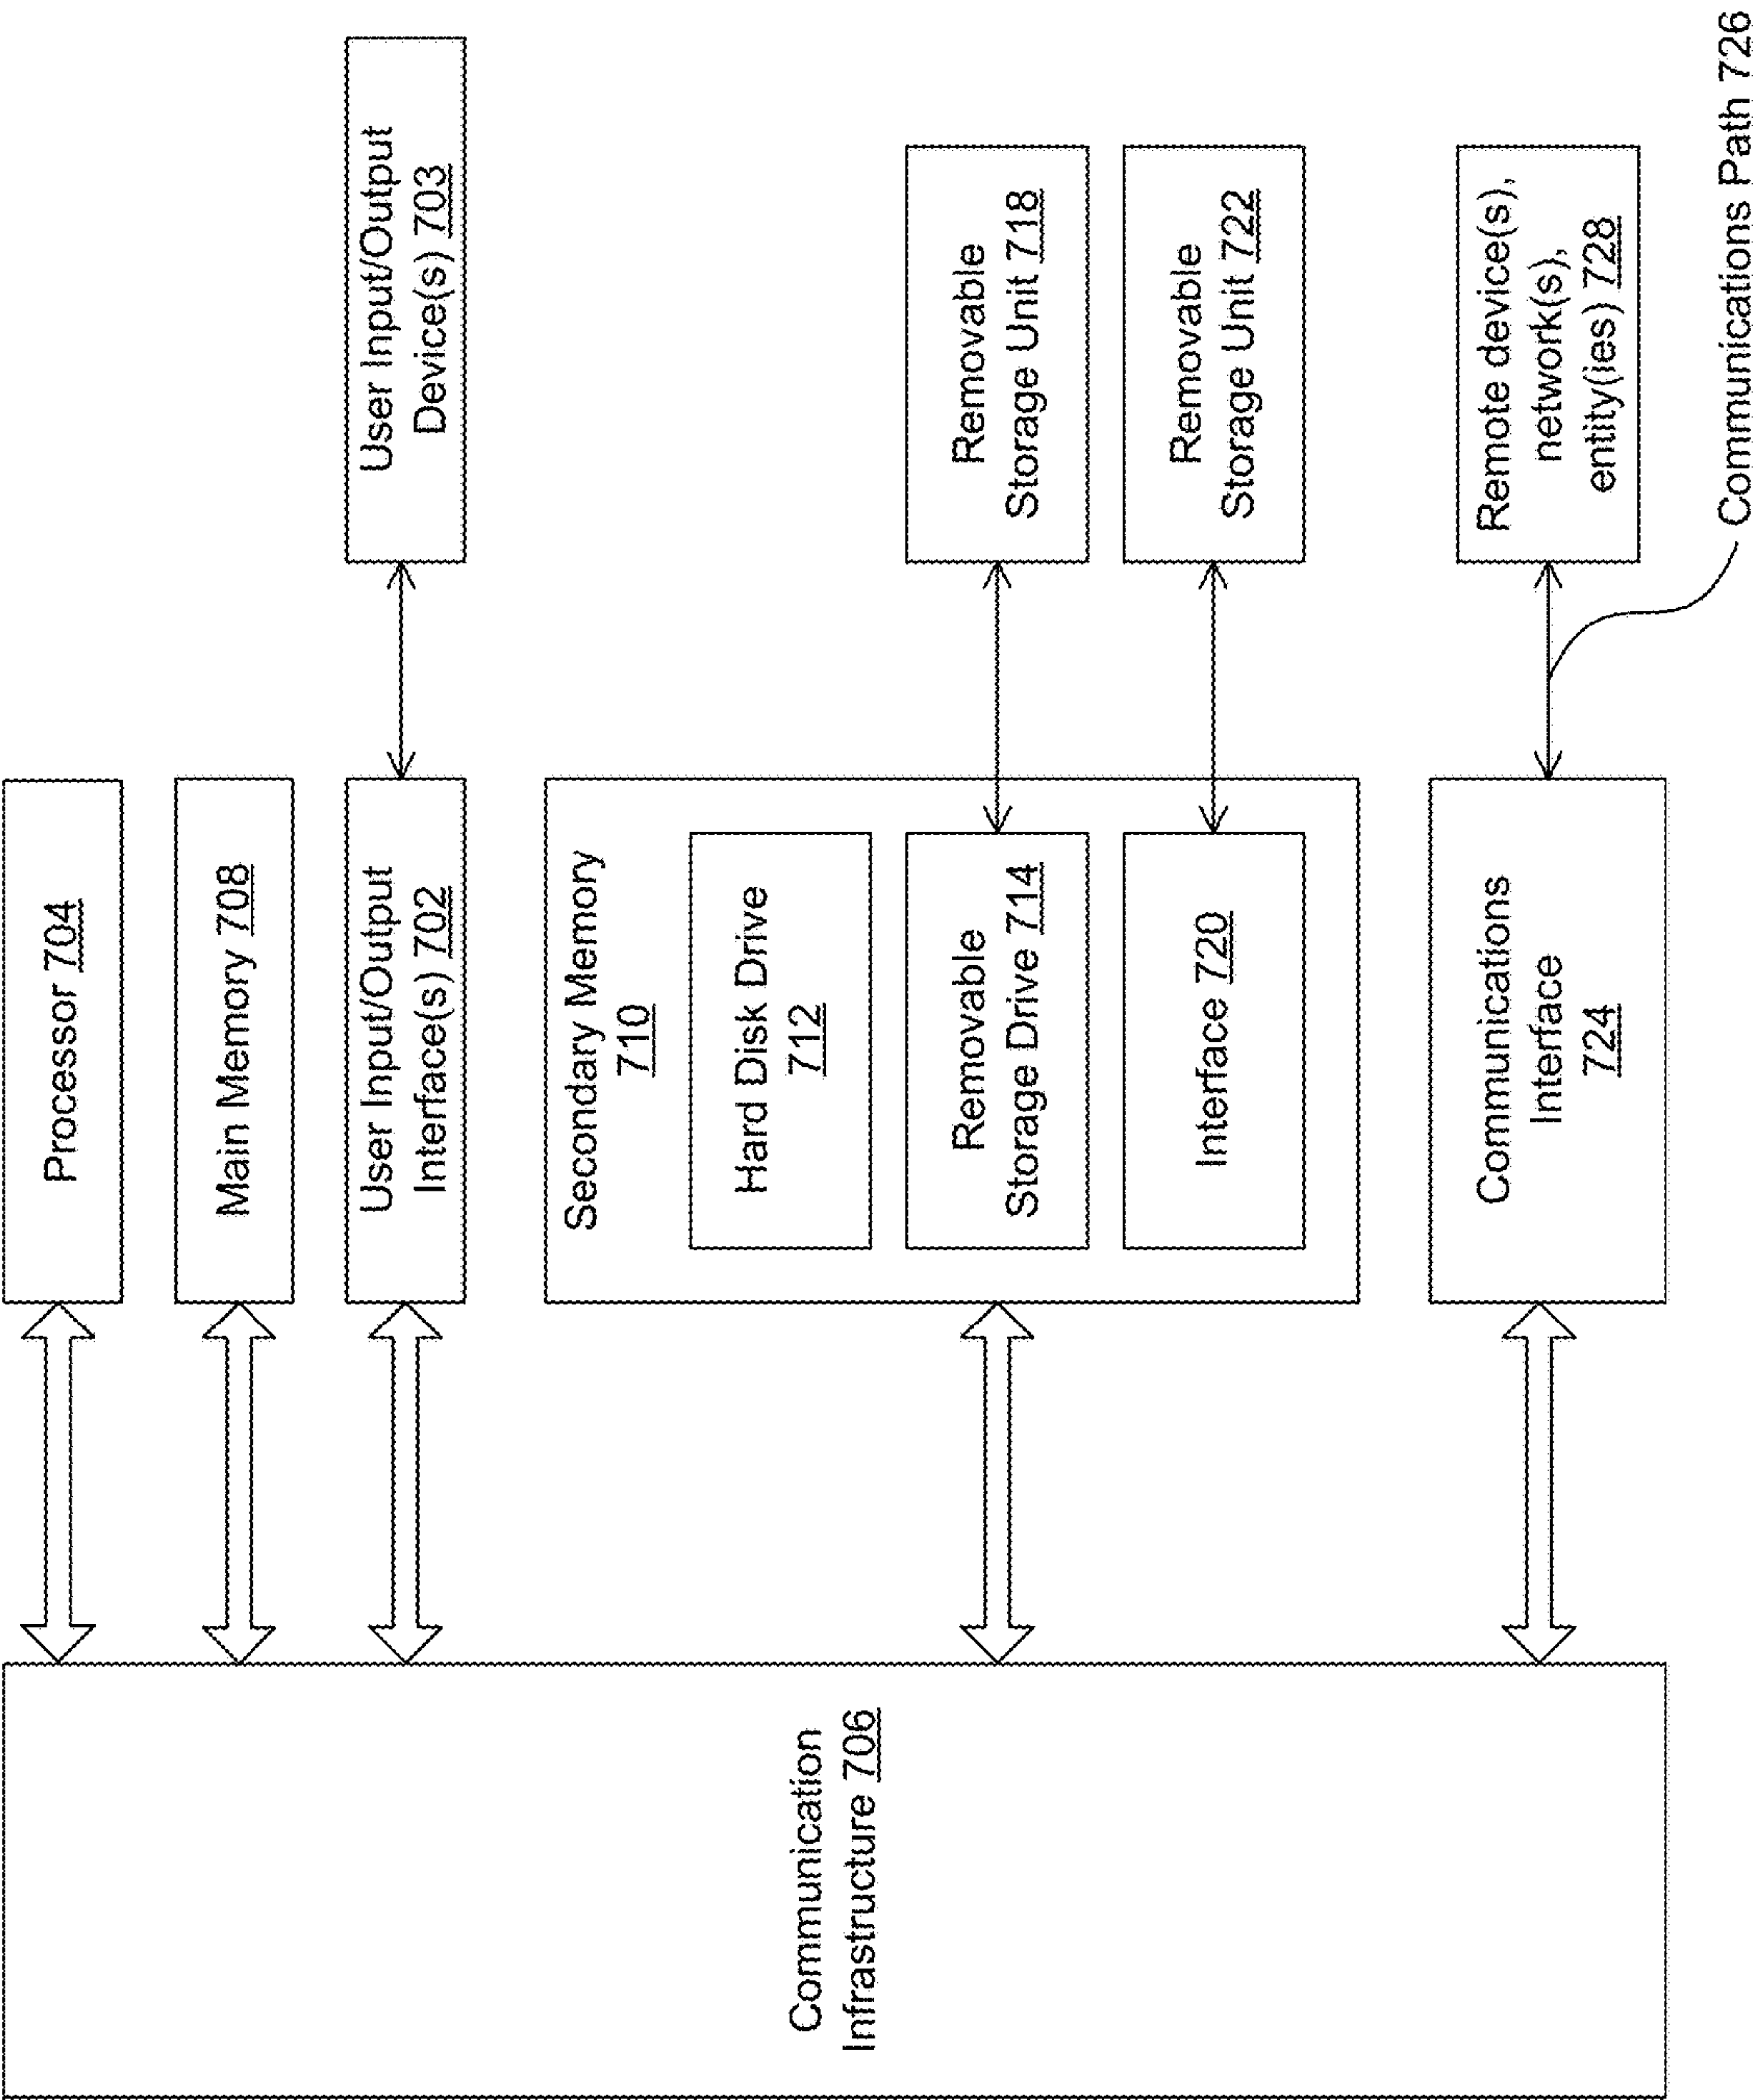 Processor 704
Main Memory 708
User Input/Output
Interface(s) 702
User Input/Output
Device(s) 703
Communication
Infrastructure 706
Secondary Memory
710
Hard Disk Drive
712
Removable
Storage Drive 714
Removable
Storage Unit 718
Interface 720
Removable
Storage Unit 722
Communications
Interface
724
Remote device(s),
network(s),
entity(ies) 728
Communications Path 726